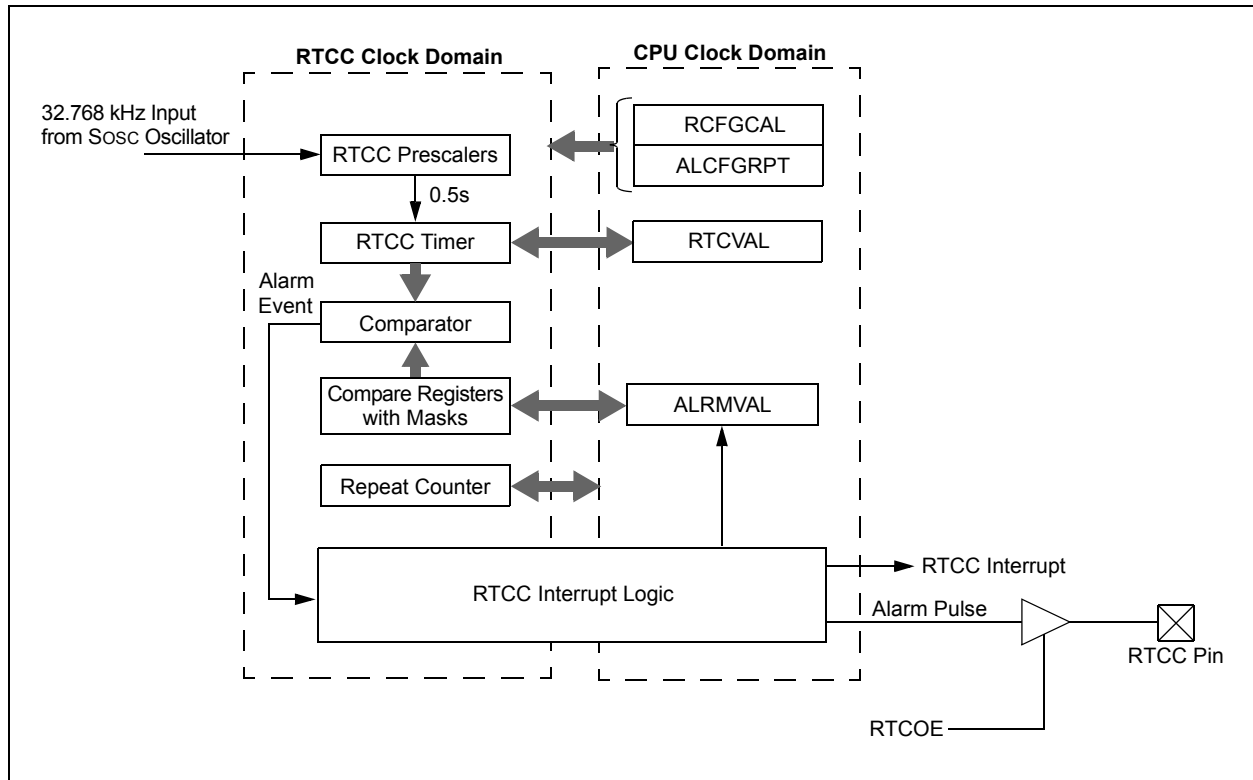 RTCC Clock Domain
CPU Clock Domain
32.768 kHz Input
from SOSC Oscillator
RCFGCAL
RTCC Prescalers
ALCFGRPT
0.5s
RTCC Timer
RTCVAL
Alarm
Event
Comparator
Compare Registers
with Masks
ALRMVAL
Repeat Counter
RTCC Interrupt Logic
RTCC Interrupt
Alarm Pulse
RTCC Pin
RTCOE